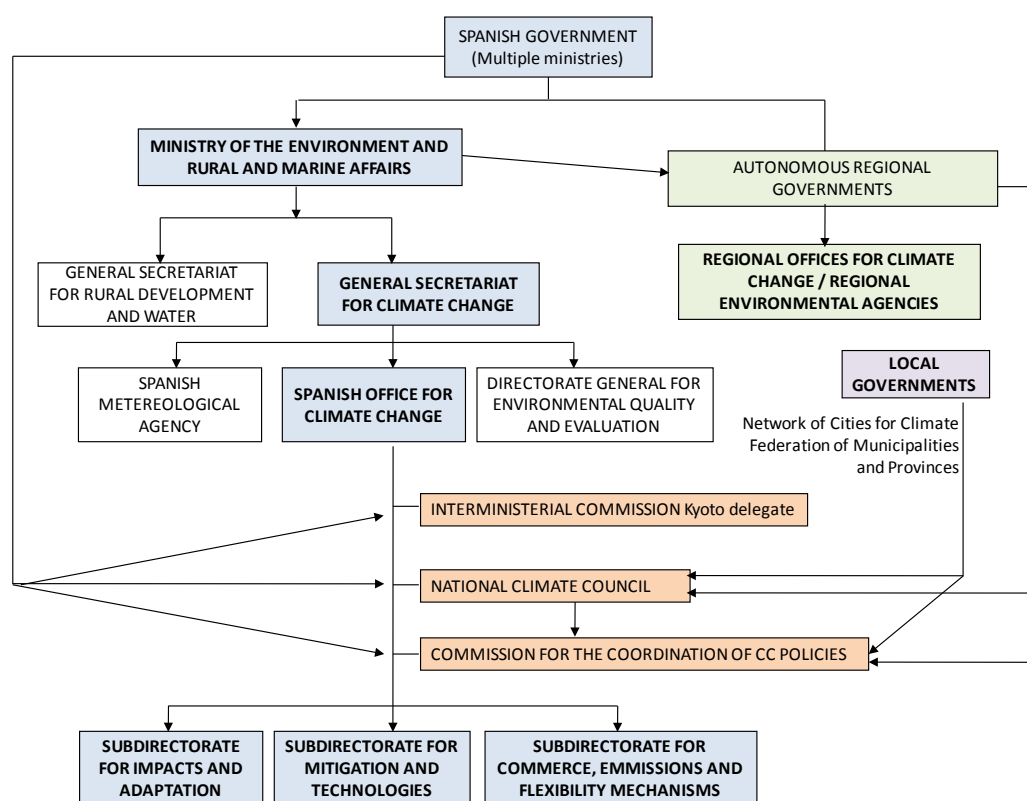 SPANISH GOVERNMENT
(Multiple ministries)
MINISTRY OF THE ENVIRONMENT AND
RURAL AND MARINE AFFAIRS
AUTONOMOUS REGIONAL
GOVERNMENTS
GENERAL SECRETARIAT
FOR RURAL DEVELOPMENT
AND WATER
GENERAL SECRETARIAT
FOR CLIMATE CHANGE
REGIONAL OFFICES FOR CLIMATE
CHANGE / REGIONAL
ENVIRONMENTAL AGENCIES
SPANISH
METEREOLOGICAL
AGENCY
SPANISH OFFICE FOR
CLIMATE CHANGE
DIRECTORATE GENERAL FOR
ENVIRONMENTAL QUALITY
AND EVALUATION
LOCAL
GOVERNMENTS
Network of Cities for Climate
Federation of Municipalities
and Provinces
INTERMINISTERIAL COMMISSION Kyoto delegate
NATIONAL CLIMATE COUNCIL
COMMISSION FOR THE COORDINATION OF CC POLICIES
SUBDIRECTORATE
FOR IMPACTS AND
ADAPTATION
SUBDIRECTORATE FOR
MITIGATION AND
TECHNOLOGIES
SUBDIRECTORATE FOR
COMMERCE, EMMISSIONS AND
FLEXIBILITY MECHANISMS